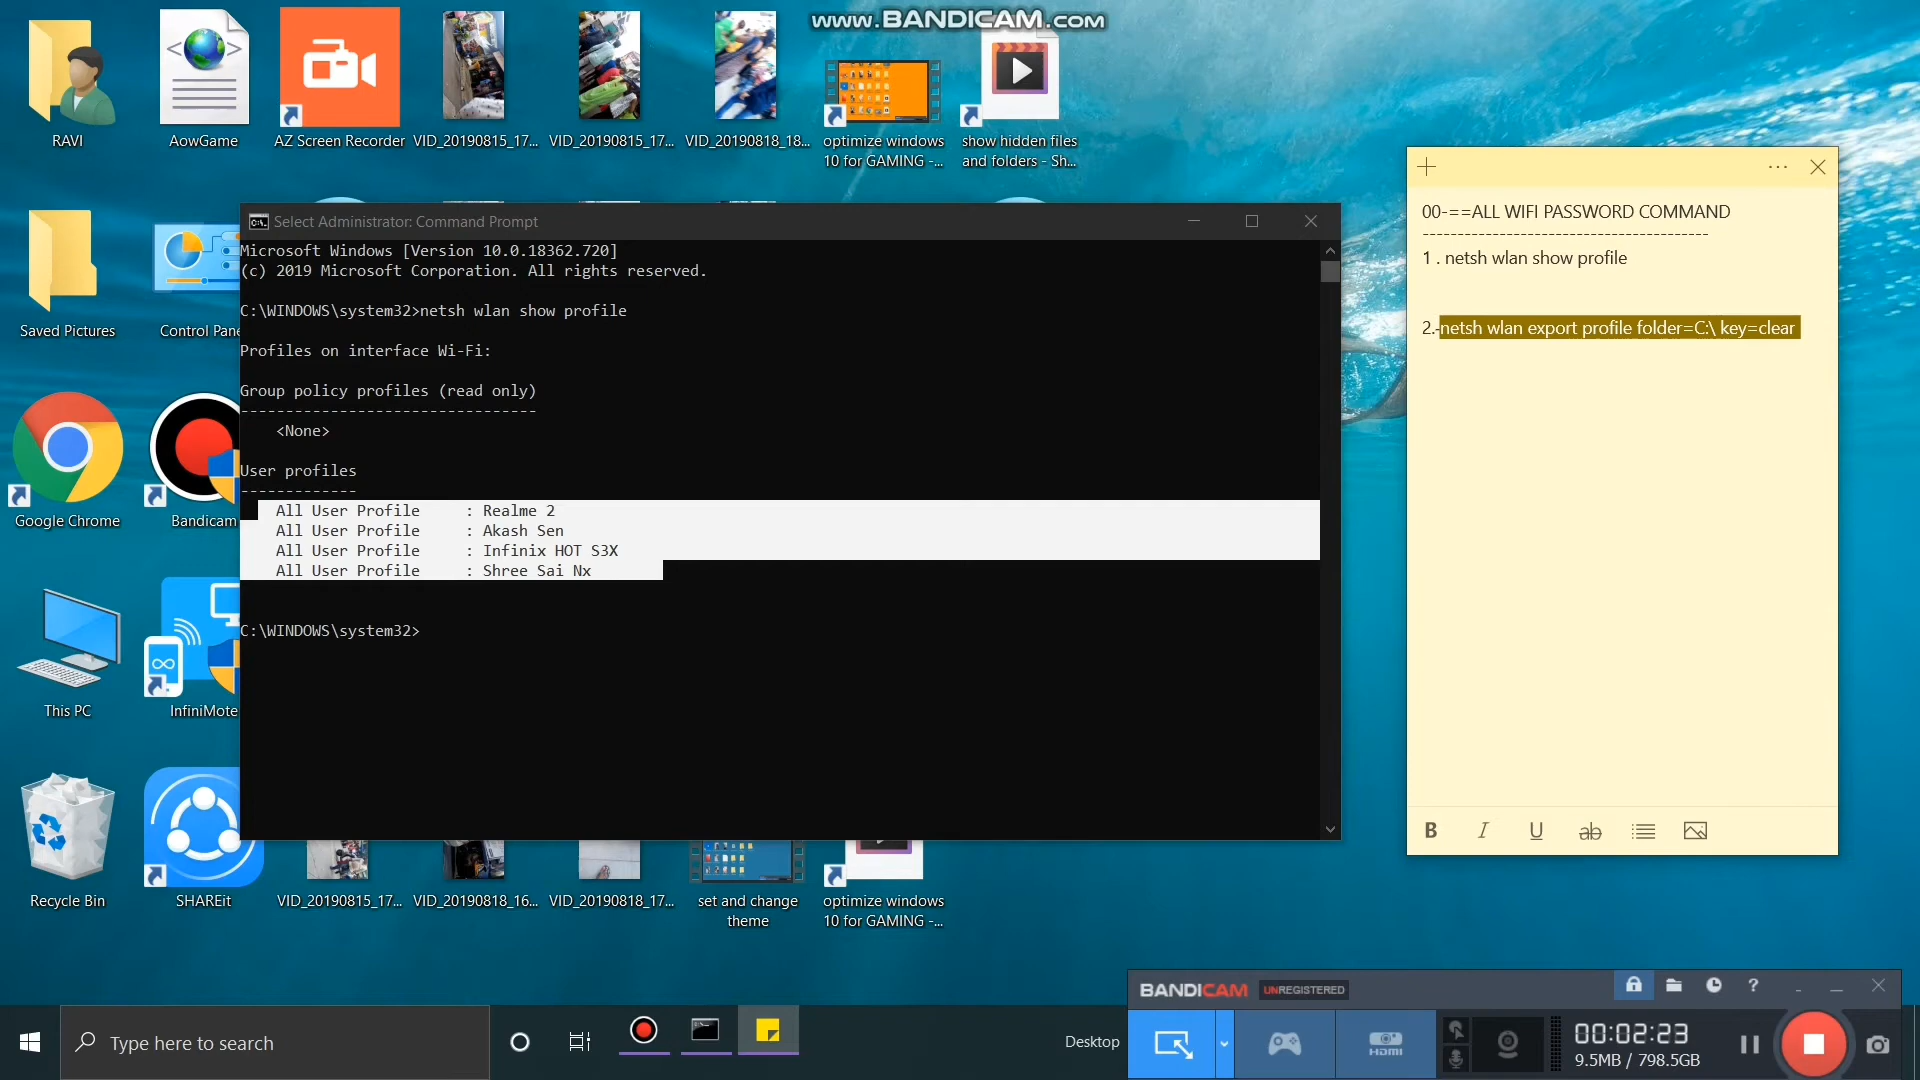 www.BANDICAM.com
RAVI
AowGame
AZ Screen Recorder
VID_20190815_17...
VID_20190815_17...
VID_20190818_18...
optimize windows
10 for GAMING -...
show hidden files
and folders - Sh...
Saved Pictures
Control Pane
Google Chrome
Bandicam
This PC
InfiniMote
Recycle Bin
SHAREit
VID_20190815_17...
VID_20190818_16...
VID_20190818_17...
set and change
theme
optimize windows
10 for GAMING -...
C:\. Select Administrator: Command Prompt
Microsoft Windows [Version 10.0.18362.720]
(c) 2019 Microsoft Corporation. All rights reserved.
C:\WINDOWS\system32>netsh wlan show profile
Profiles on interface Wi-Fi:
Group policy profiles (read only)
---------------------------------
<None>
User profiles
-------------
All User Profile     : Realme 2
All User Profile     : Akash Sen
All User Profile     : Infinix HOT S3X
All User Profile     : Shree Sai Nx
C:\WINDOWS\system32>
00-==ALL WIFI PASSWORD COMMAND
-----------------------------------------
1 . netsh wlan show profile
2.-netsh wlan export profile folder=C:\ key=clear
B I U ab
BANDICAM UNREGISTERED
?
HDMI
00:02:23
9.5MB / 798.5GB
Type here to search
Desktop